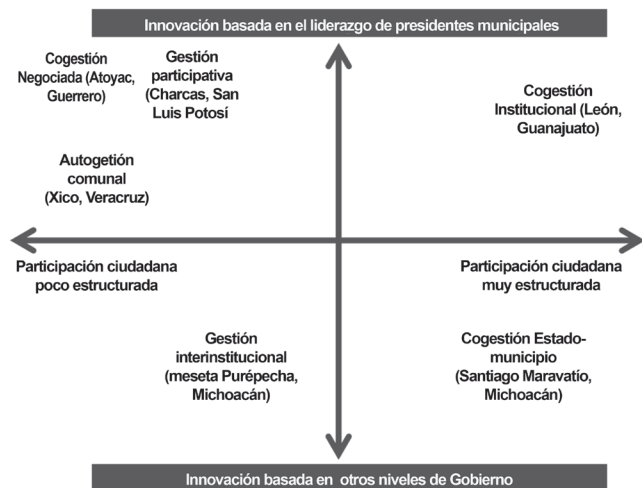 Innovación basada en el liderazgo de presidentes municipales
Cogestión
Negociada (Atoyac,
Guerrero)
Gestión
participativa
(Charcas, San
Luis Potosí
Cogestión
Institucional (León,
Guanajuato)
Autogetión
comunal
(Xico, Veracruz)
Participación ciudadana
poco estructurada
Participación ciudadana
muy estructurada
Gestión
interinstitucional
(meseta Purépecha,
Michoacán)
Cogestión Estado-
municipio
(Santiago Maravatío,
Michoacán)
Innovación basada en otros niveles de Gobierno